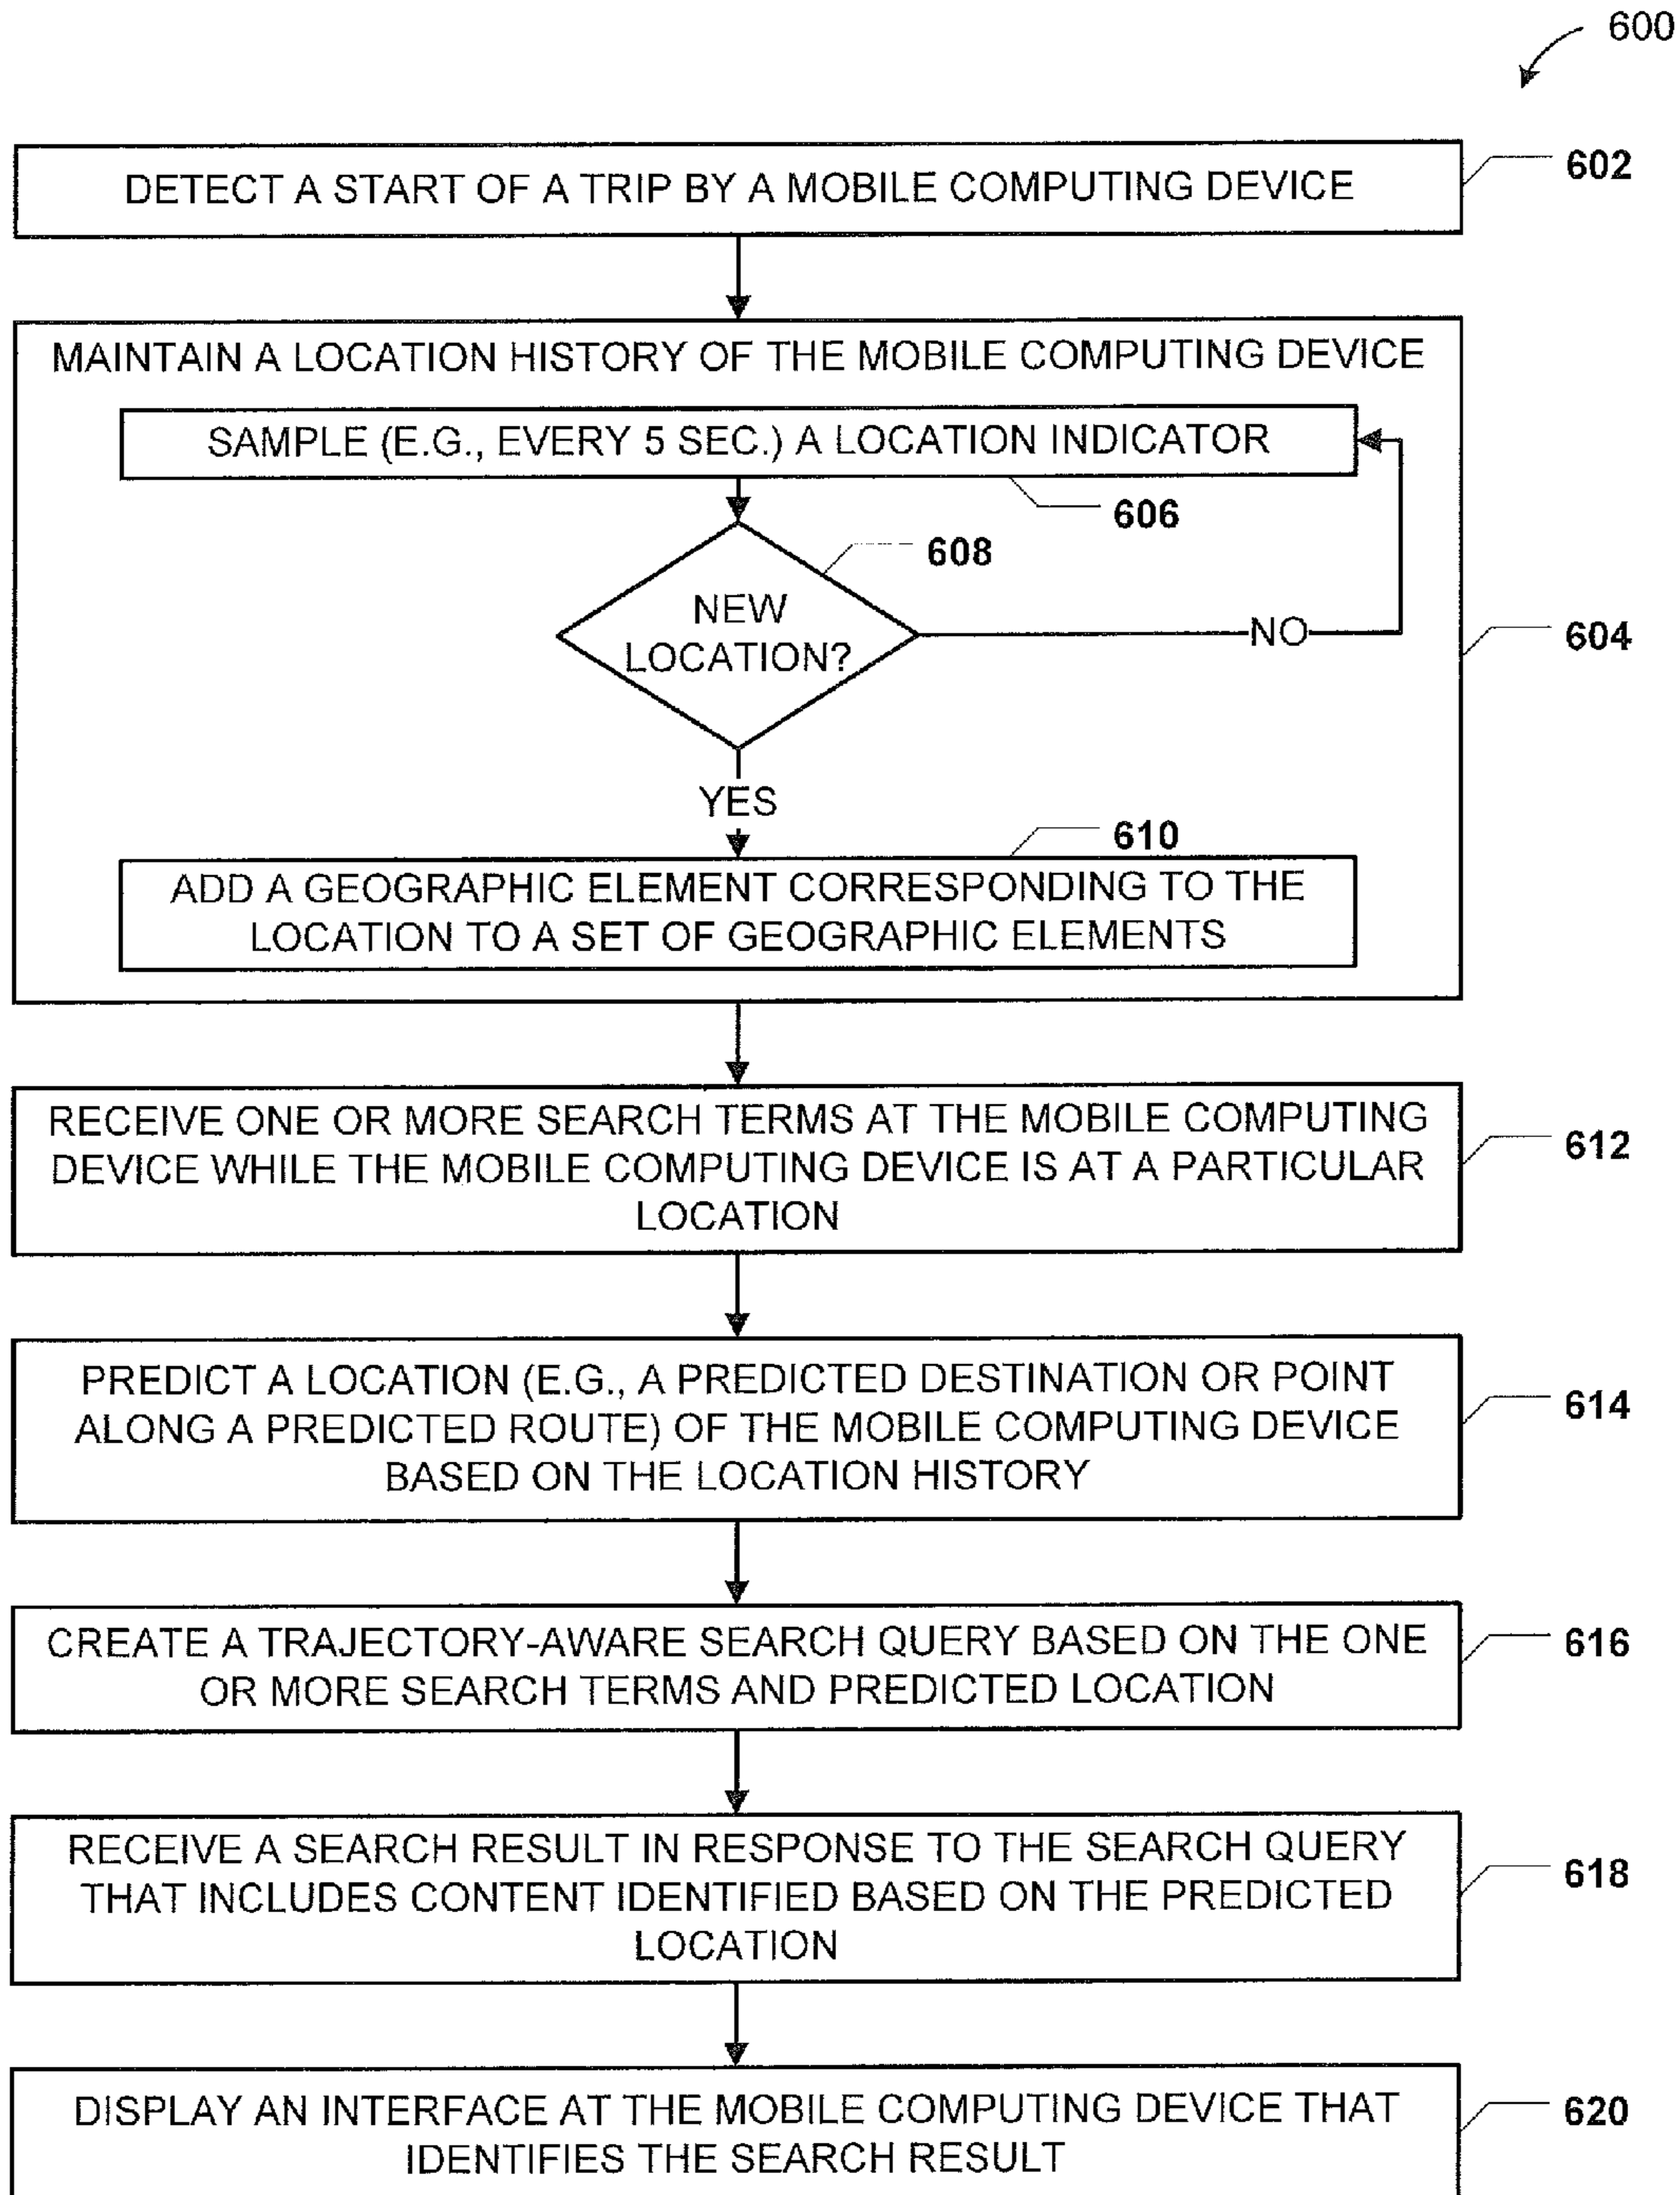 600
DETECT A START OF A TRIP BY A MOBILE COMPUTING DEVICE
602
MAINTAIN A LOCATION HISTORY OF THE MOBILE COMPUTING DEVICE
SAMPLE (E.G., EVERY 5 SEC.) A LOCATION INDICATOR
606
608
NEW
LOCATION?
NO
604
YES
610
ADD A GEOGRAPHIC ELEMENT CORRESPONDING TO THE
LOCATION TO A SET OF GEOGRAPHIC ELEMENTS
RECEIVE ONE OR MORE SEARCH TERMS AT THE MOBILE COMPUTING
DEVICE WHILE THE MOBILE COMPUTING DEVICE IS AT A PARTICULAR
LOCATION
612
PREDICT A LOCATION (E.G., A PREDICTED DESTINATION OR POINT
ALONG A PREDICTED ROUTE) OF THE MOBILE COMPUTING DEVICE
BASED ON THE LOCATION HISTORY
614
CREATE A TRAJECTORY-AWARE SEARCH QUERY BASED ON THE ONE
OR MORE SEARCH TERMS AND PREDICTED LOCATION
616
RECEIVE A SEARCH RESULT IN RESPONSE TO THE SEARCH QUERY
THAT INCLUDES CONTENT IDENTIFIED BASED ON THE PREDICTED
LOCATION
618
DISPLAY AN INTERFACE AT THE MOBILE COMPUTING DEVICE THAT
IDENTIFIES THE SEARCH RESULT
620